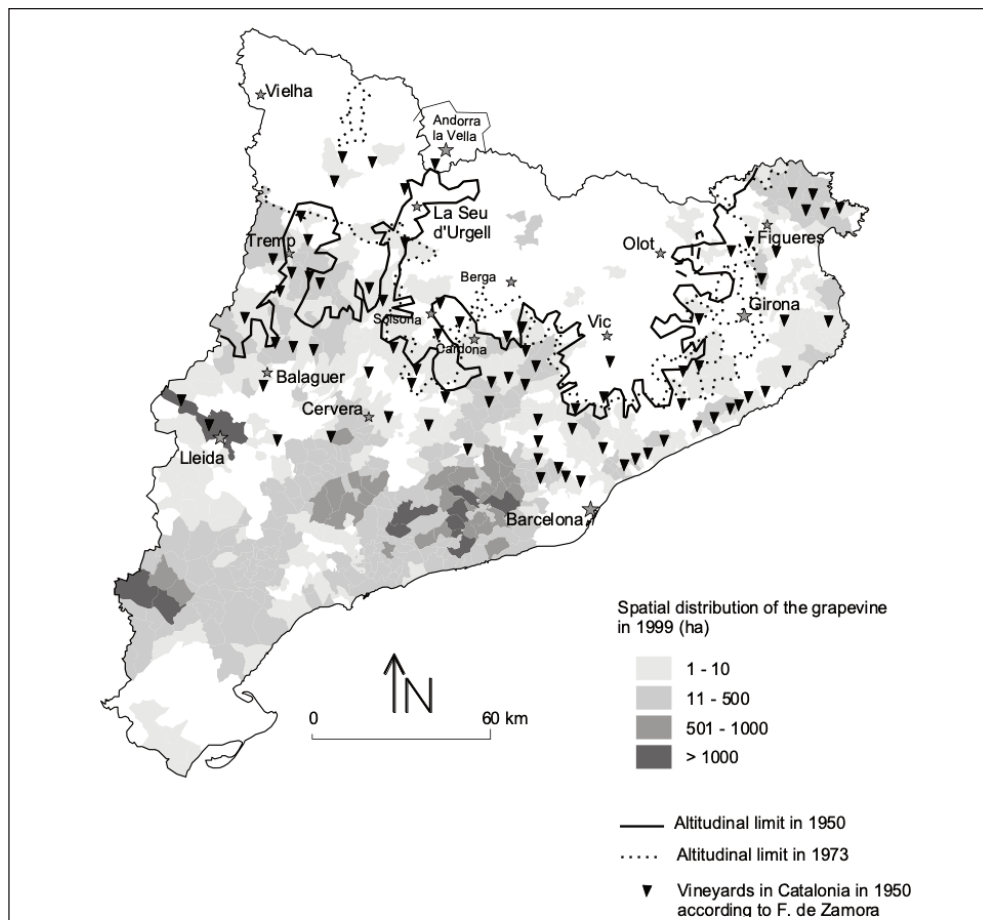 Vielha
Andorra
la Vella
La Seu
d'Urgell
Tremp
Olot
Figueres
Berga
Girona
Solsona
Vic
Cardona
Balaguer
Cervera
Lleida
Barcelona
Spatial distribution of the grapevine
in 1999 (ha)
1 - 10
11 - 500
501 - 1000
> 1000
N
0 60 km
Altitudinal limit in 1950
Altitudinal limit in 1973
Vineyards in Catalonia in 1950
according to F. de Zamora